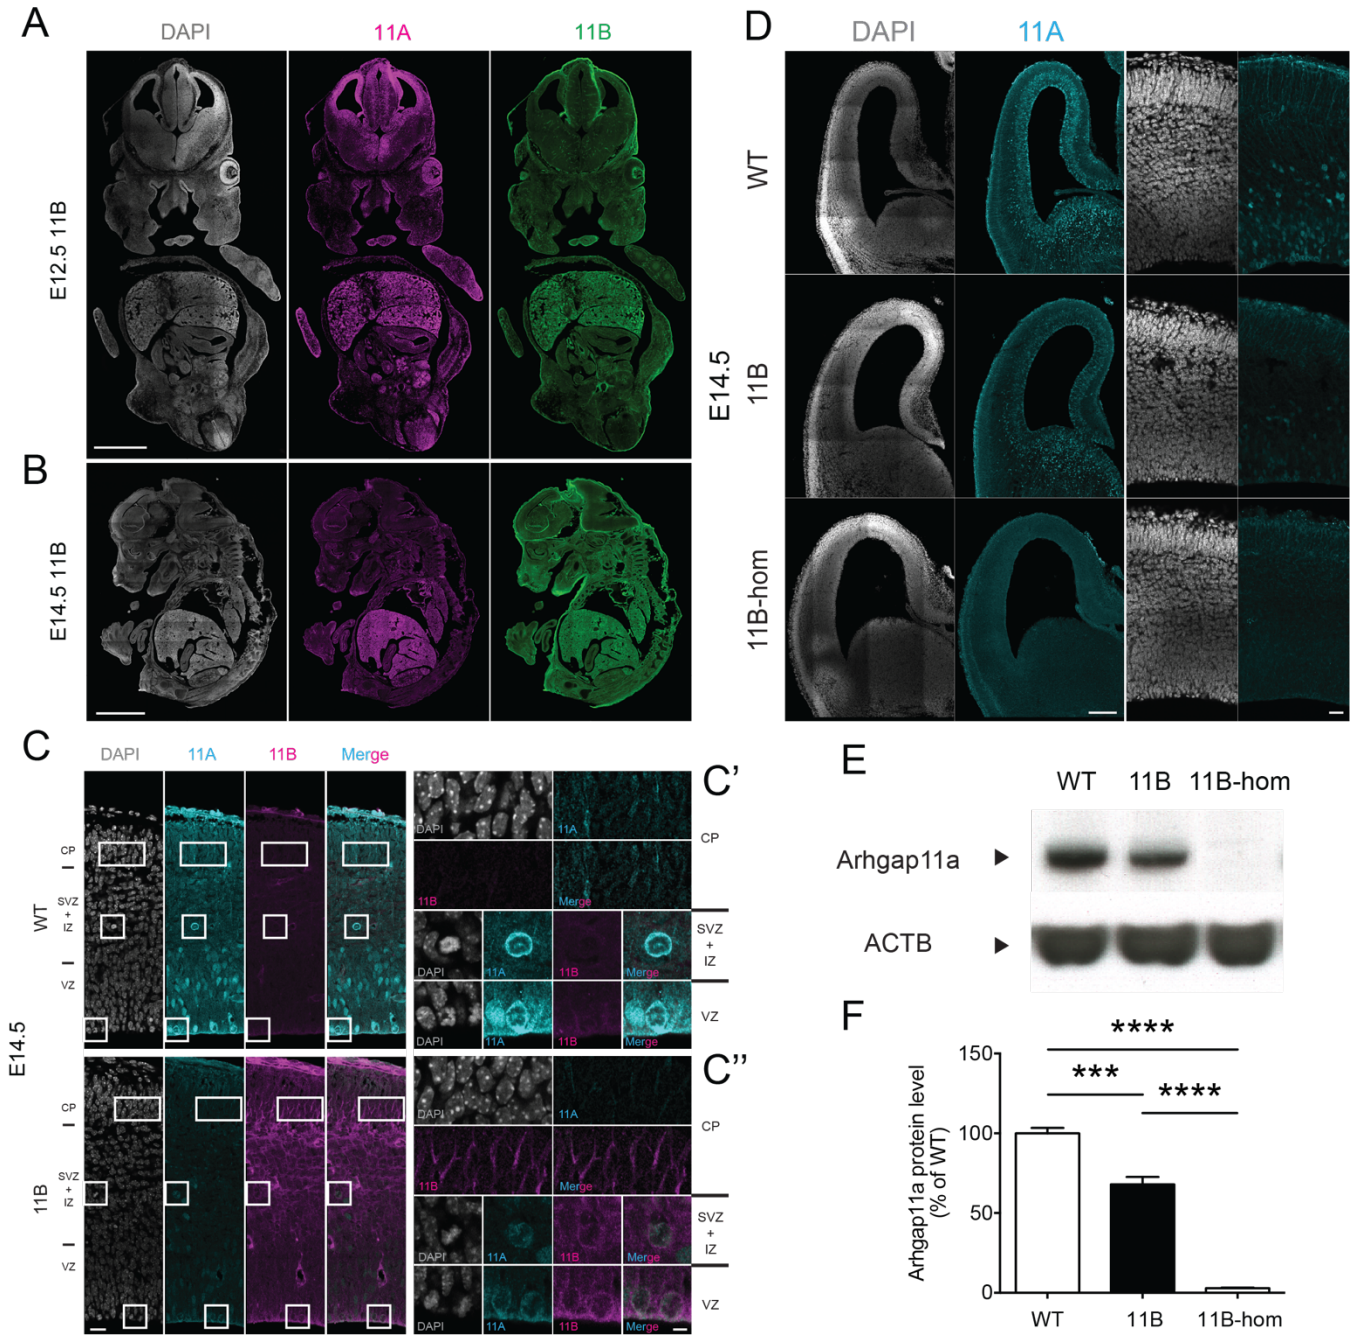 A
DAPI 11A 11B
E12.5 11B
B
E14.5 11B
C
DAPI 11A 11B Merge
E14.5
WT
CP
SVZ
+
IZ
VZ
11B
CP
SVZ
+
IZ
VZ
C'
DAPI 11A
11B Merge
CP
DAPI 11A 11B Merge
SVZ
+
IZ
DAPI 11A 11B Merge
VZ
C''
DAPI 11A
11B Merge
CP
DAPI 11A 11B Merge
SVZ
+
IZ
DAPI 11A 11B Merge
VZ
D
DAPI 11A
E14.5
WT
11B
11B-hom
E
WT 11B 11B-hom
Arhgap11a
ACTB
F
Arhgap11a protein level
(% of WT)
150
100
50
0
****
*** ****
WT 11B 11B-hom